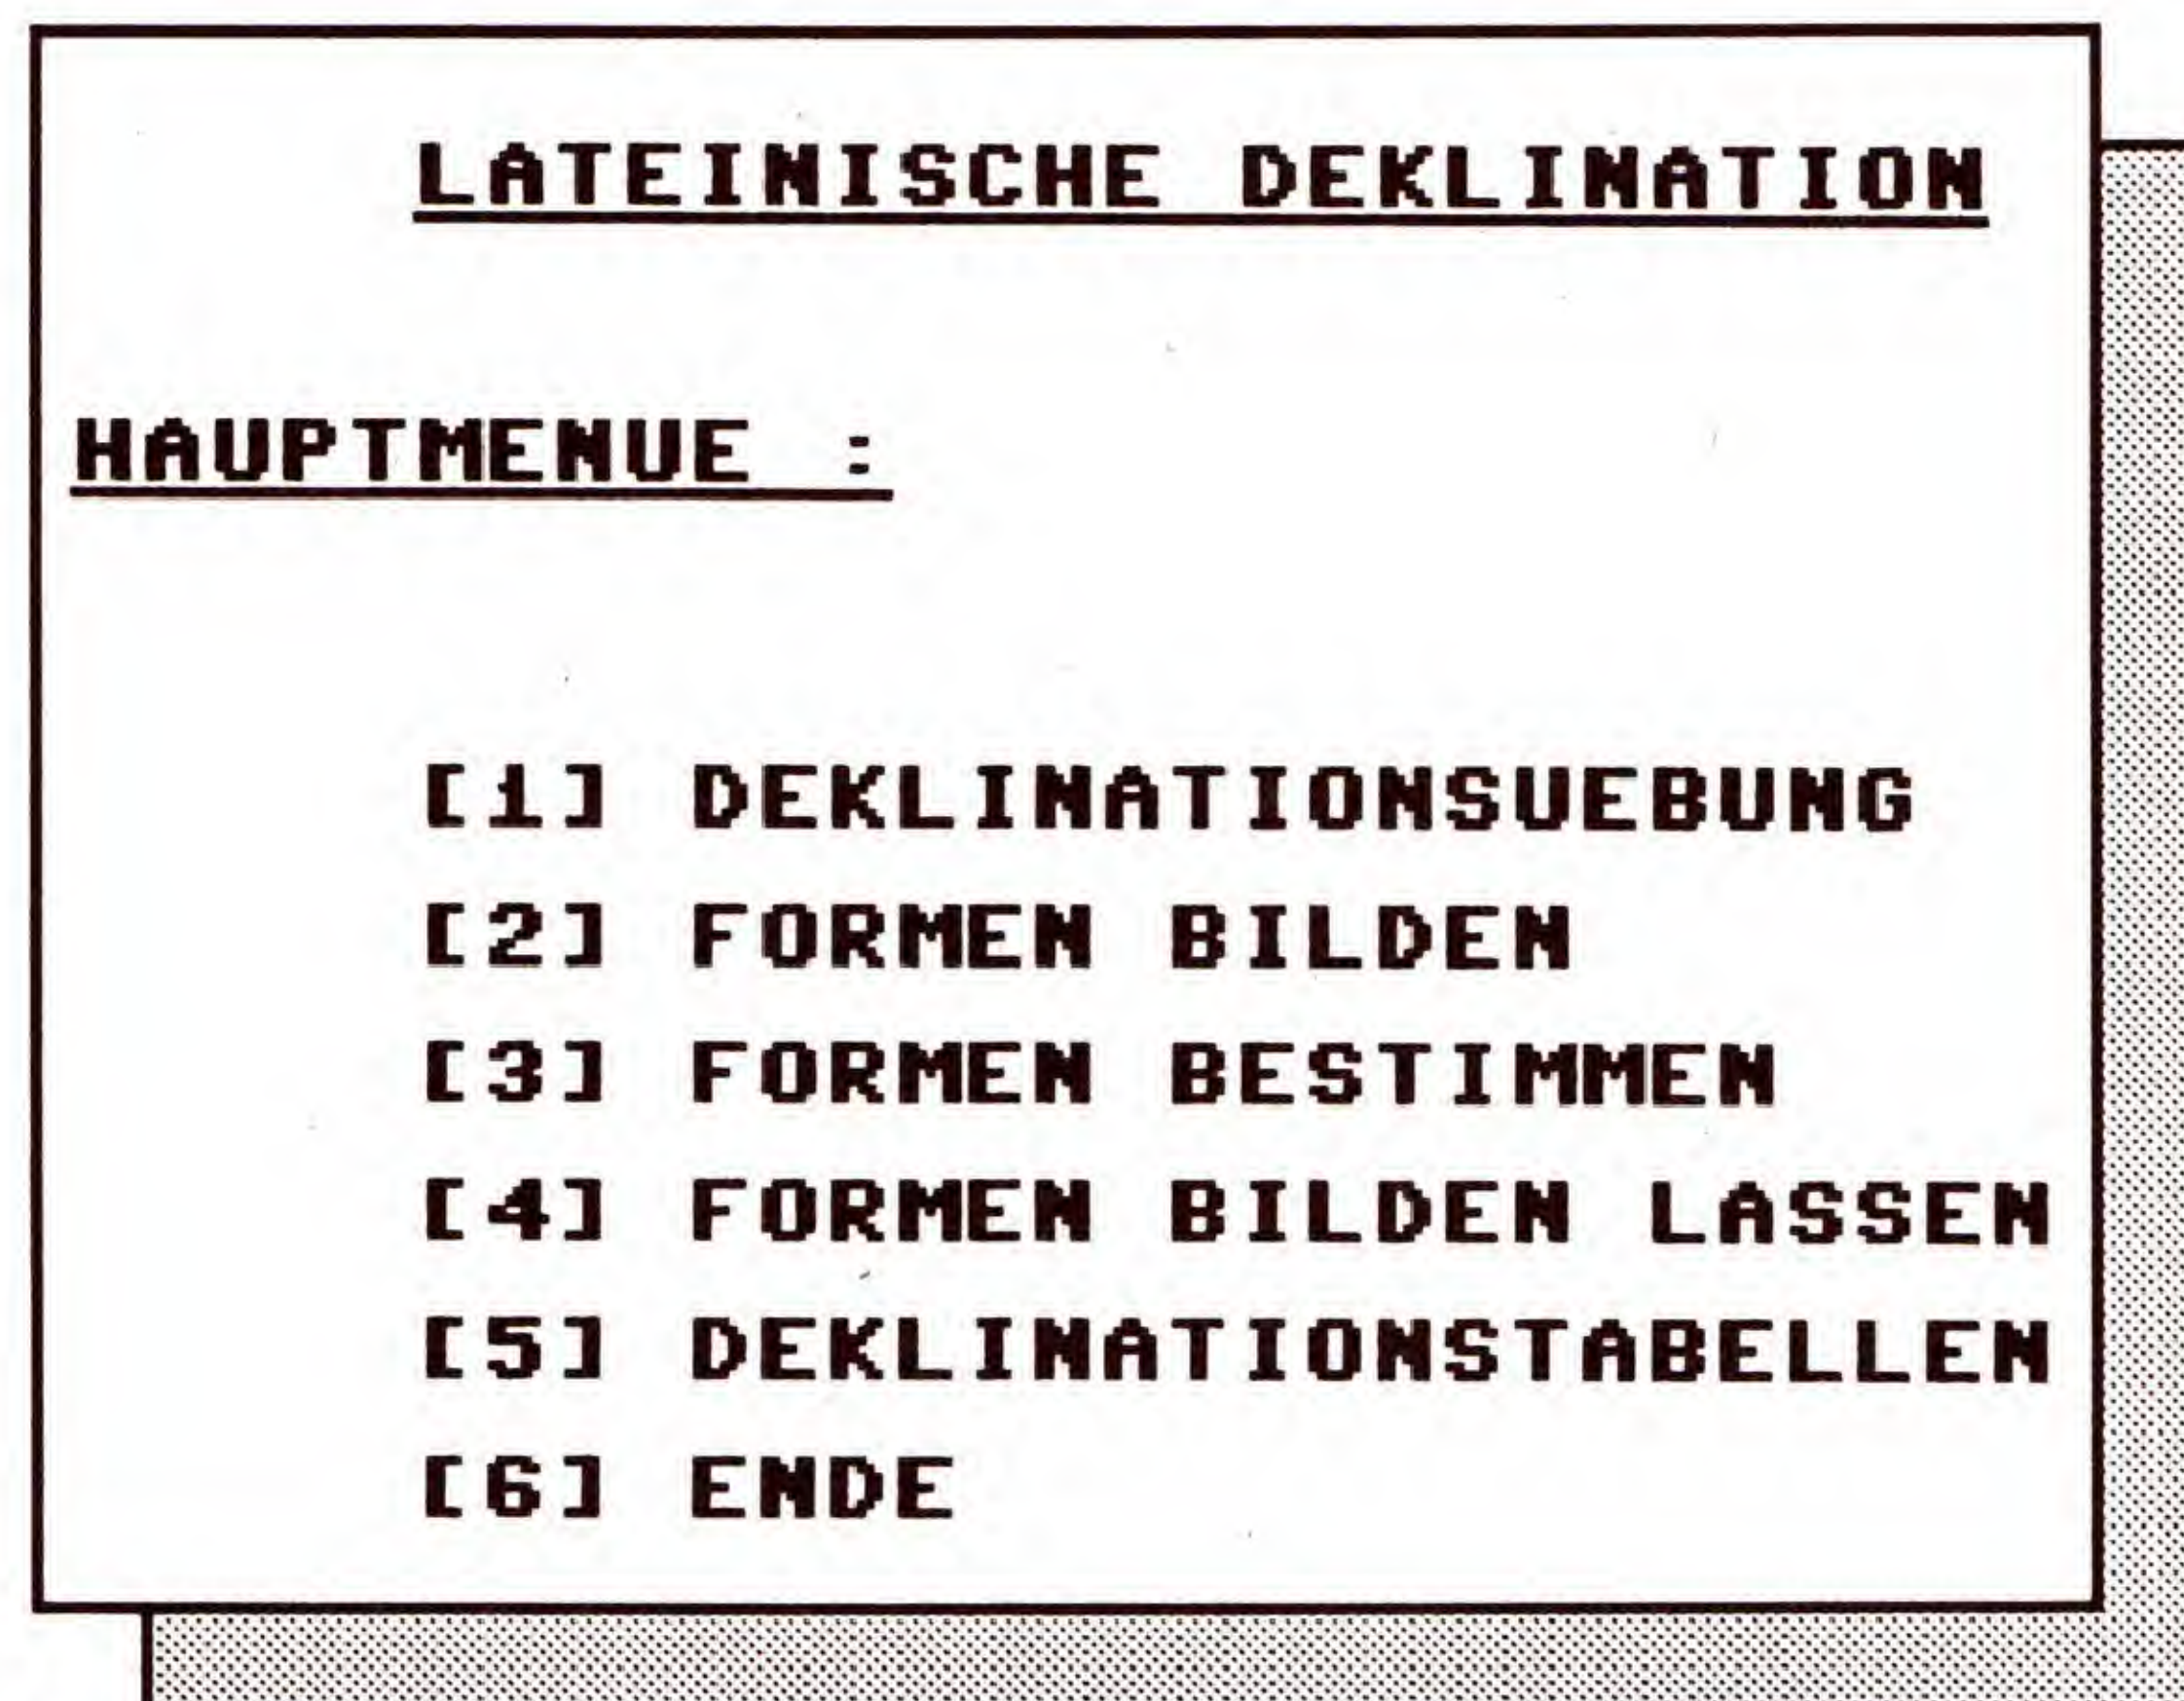 LATEINISCHE DEKLINATION
HAUPTMENUE :
[1] DEKLINATIONSUEBUNG
[2] FORMEN BILDEN
[3] FORMEN BESTIMMEN
[4] FORMEN BILDEN LASSEN
[5] DEKLINATIONSTABELLEN
[6] ENDE